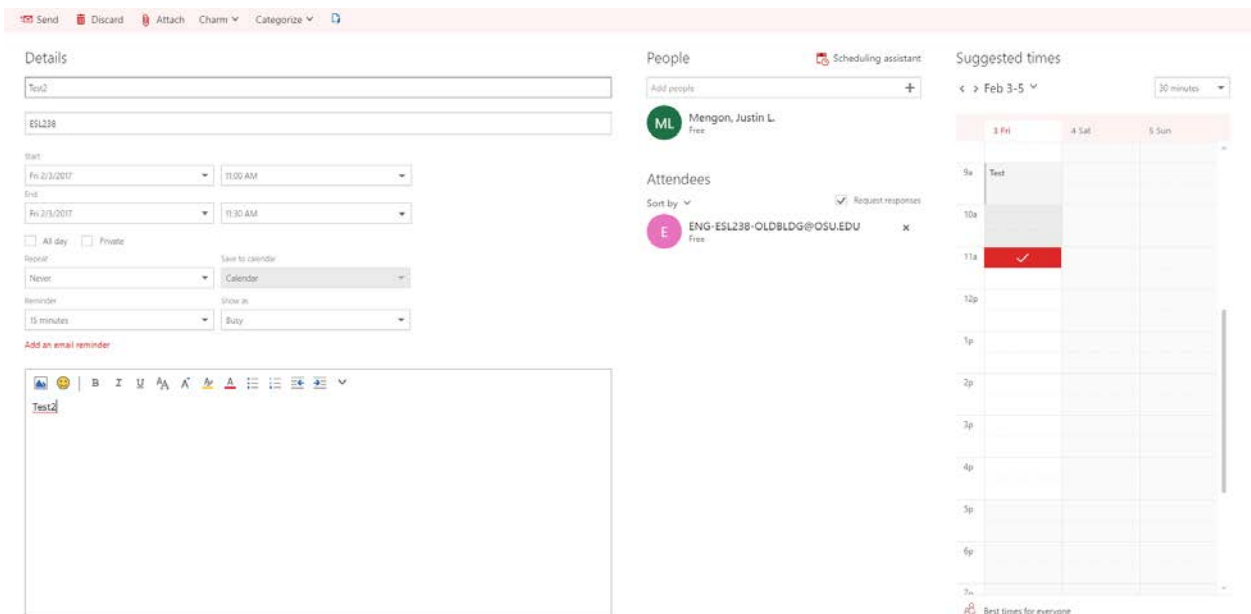 Send Discard Attach Charm Categorize
Details
Test2
ESL238
Start
Fri 2/3/2017 11:00 AM
End
Fri 2/3/2017 11:30 AM
All day Private
Repeat Save to calendar
Never Calendar
Reminder Show as
15 minutes Busy
Add an email reminder
B I U A A A
Test2
People Scheduling assistant
Add people +
ML Mengon, Justin L.
Free
Attendees
Sort by Request responses
E ENG-ESL238-OLDBLDG@OSU.EDU x
Free
Suggested times
< > Feb 3-5 30 minutes
3 Fri 4 Sat 5 Sun
9a Test
10a
11a
12p
1p
2p
3p
4p
5p
6p
7p
Best times for everyone